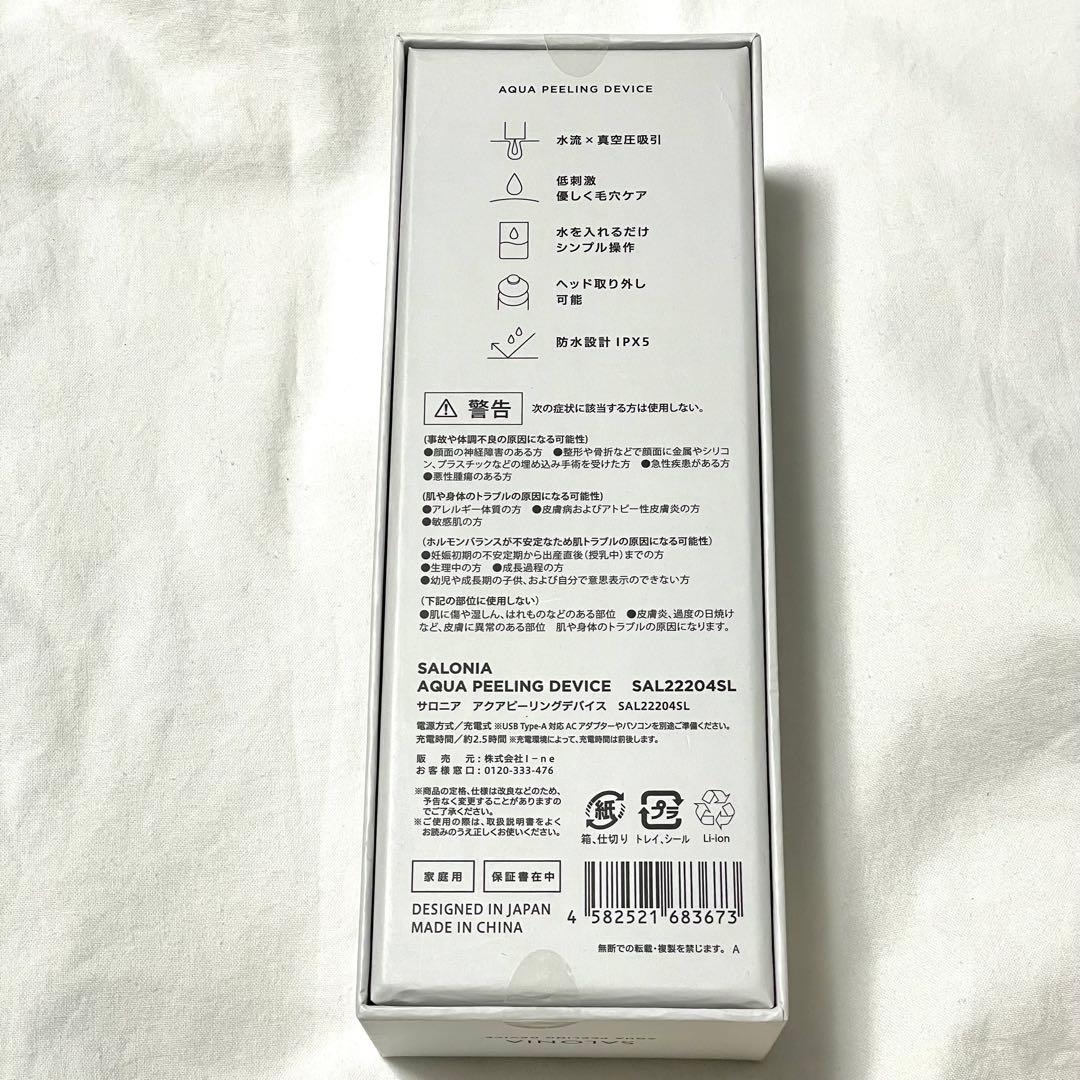 AQUA PEELING DEVICE
水流×真空圧吸引
低刺激
優しく毛穴ケア
水を入れるだけ
シンプル操作
ヘッド取り外し
可能
防水設計 IPX5
警告 次の症状に該当する方は使用しない。
(事故や体調不良の原因になる可能性)
●顔面の神経障害のある方 ●整形や骨折などで顔面に金属やシリコ
ン、プラスチックなどの埋め込み手術を受けた方 ●急性疾患がある方
●悪性腫瘍のある方
(肌や身体のトラブルの原因になる可能性)
●アレルギー体質の方 ●皮膚病およびアトピー性皮膚炎の方
●敏感肌の方
(ホルモンバランスが不安定なため肌トラブルの原因になる可能性)
●妊娠初期の不安定期から出産直後(授乳中)までの方
●生理中の方 ●成長過程の方
●幼児や成長期の子供、および自分で意思表示のできない方
(下記の部位に使用しない)
●肌に傷や湿しん、はれものなどのある部位 ●皮膚炎、過度の日焼け
など、皮膚に異常のある部位 肌や身体のトラブルの原因になります。
SALONIA
AQUA PEELING DEVICE SAL22204SL
サロニア アクアピーリングデバイス SAL22204SL
電源方式/充電式 ※USB Type-A 対応 AC アダプターやパソコンを別途ご準備ください。
充電時間/約2.5時間 ※充電環境によって、充電時間は前後します。
販売元:株式会社I-ne
お客様窓口:0120-333-476
※商品の定格、仕様は改良などのため、
予告なく変更することがありますの
でご了承ください。
※ご使用の際は、取扱説明書をよく
お読みのうえ正しくお使いください。
紙 プラ
箱、仕切り トレイ、シール Li-ion
家庭用 保証書在中
DESIGNED IN JAPAN
MADE IN CHINA
4 582521 683673
無断での転載・複製を禁じます。 A
SALONIA
AQUA PEELING DEVICE